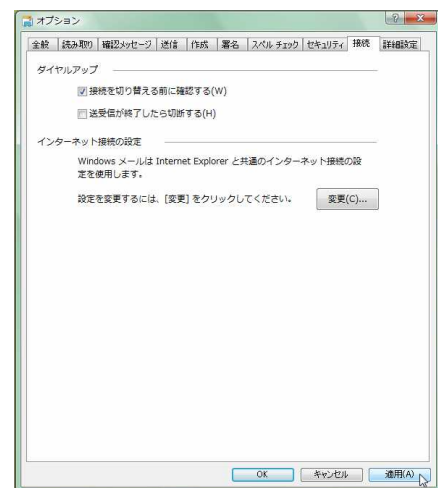 オプション
全般 読み取り 確認メッセージ 送信 作成 署名 スペル チェック セキュリティ 接続 詳細設定
ダイヤルアップ
接続を切り替える前に確認する(W)
送受信が終了したら切断する(H)
インターネット接続の設定
Windows メールは Internet Explorer と共通のインターネット接続の設
定を使用します。
設定を変更するには、[変更] をクリックしてください。 変更(C)...
OK キャンセル 適用(A)